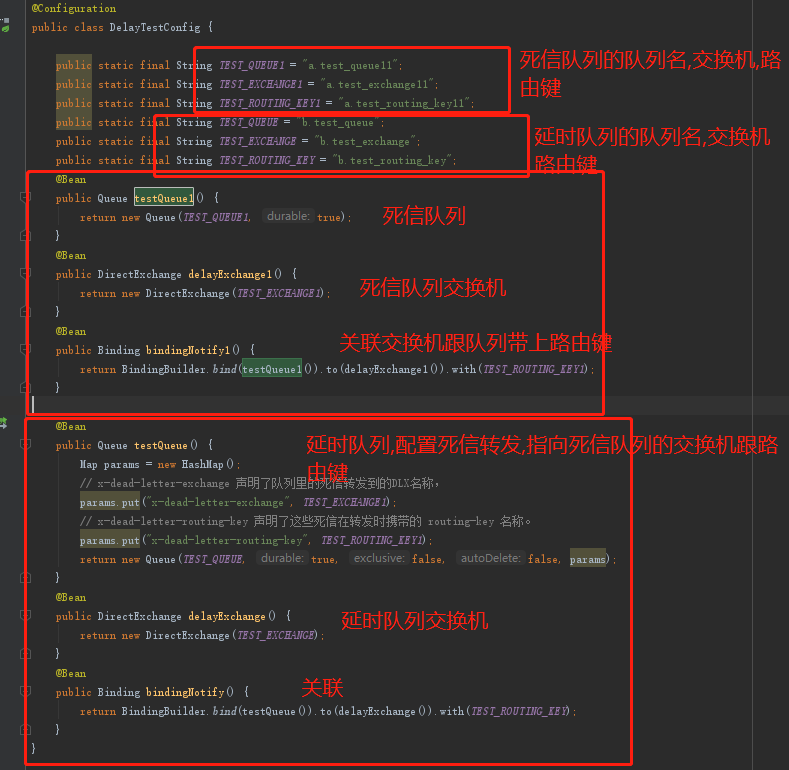 @Configuration
public class DelayTestConfig {
public static final String TEST_QUEUE1 = "a.test_queue11";
死信队列的队列名,交换机,路
public static final String TEST_EXCHANGE1 = "a.test_exchange11";
由键
public static final String TEST_ROUTING_KEY1 = "a.test_routing_key11";
public static final String TEST_QUEUE = "b.test_queue";
延时队列的队列名,交换机
public static final String TEST_EXCHANGE = "b.test_exchange";
路由键
public static final String TEST_ROUTING_KEY = "b.test_routing_key";
@Bean
public Queue testQueue1() {
return new Queue(TEST_QUEUE1, durable: true);
死信队列
}
@Bean
public DirectExchange delayExchange1() {
return new DirectExchange(TEST_EXCHANGE1);
死信队列交换机
}
@Bean
关联交换机跟队列带上路由键
public Binding bindingNotify1() {
return BindingBuilder.bind(testQueue1()).to(delayExchange1()).with(TEST_ROUTING_KEY1);
}
@Bean
public Queue testQueue() {
延时队列,配置死信转发,指向死信队列的交换机跟路
由键
Map params = new HashMap();
// x-dead-letter-exchange 声明了队列里的死信转发到的DLX名称，
params.put("x-dead-letter-exchange", TEST_EXCHANGE1);
// x-dead-letter-routing-key 声明了这些死信在转发时携带的 routing-key 名称。
params.put("x-dead-letter-routing-key", TEST_ROUTING_KEY1);
return new Queue(TEST_QUEUE, durable: true, exclusive: false, autoDelete: false, params);
}
@Bean
public DirectExchange delayExchange() {
延时队列交换机
return new DirectExchange(TEST_EXCHANGE);
}
@Bean
public Binding bindingNotify() {
关联
return BindingBuilder.bind(testQueue()).to(delayExchange()).with(TEST_ROUTING_KEY);
}
}